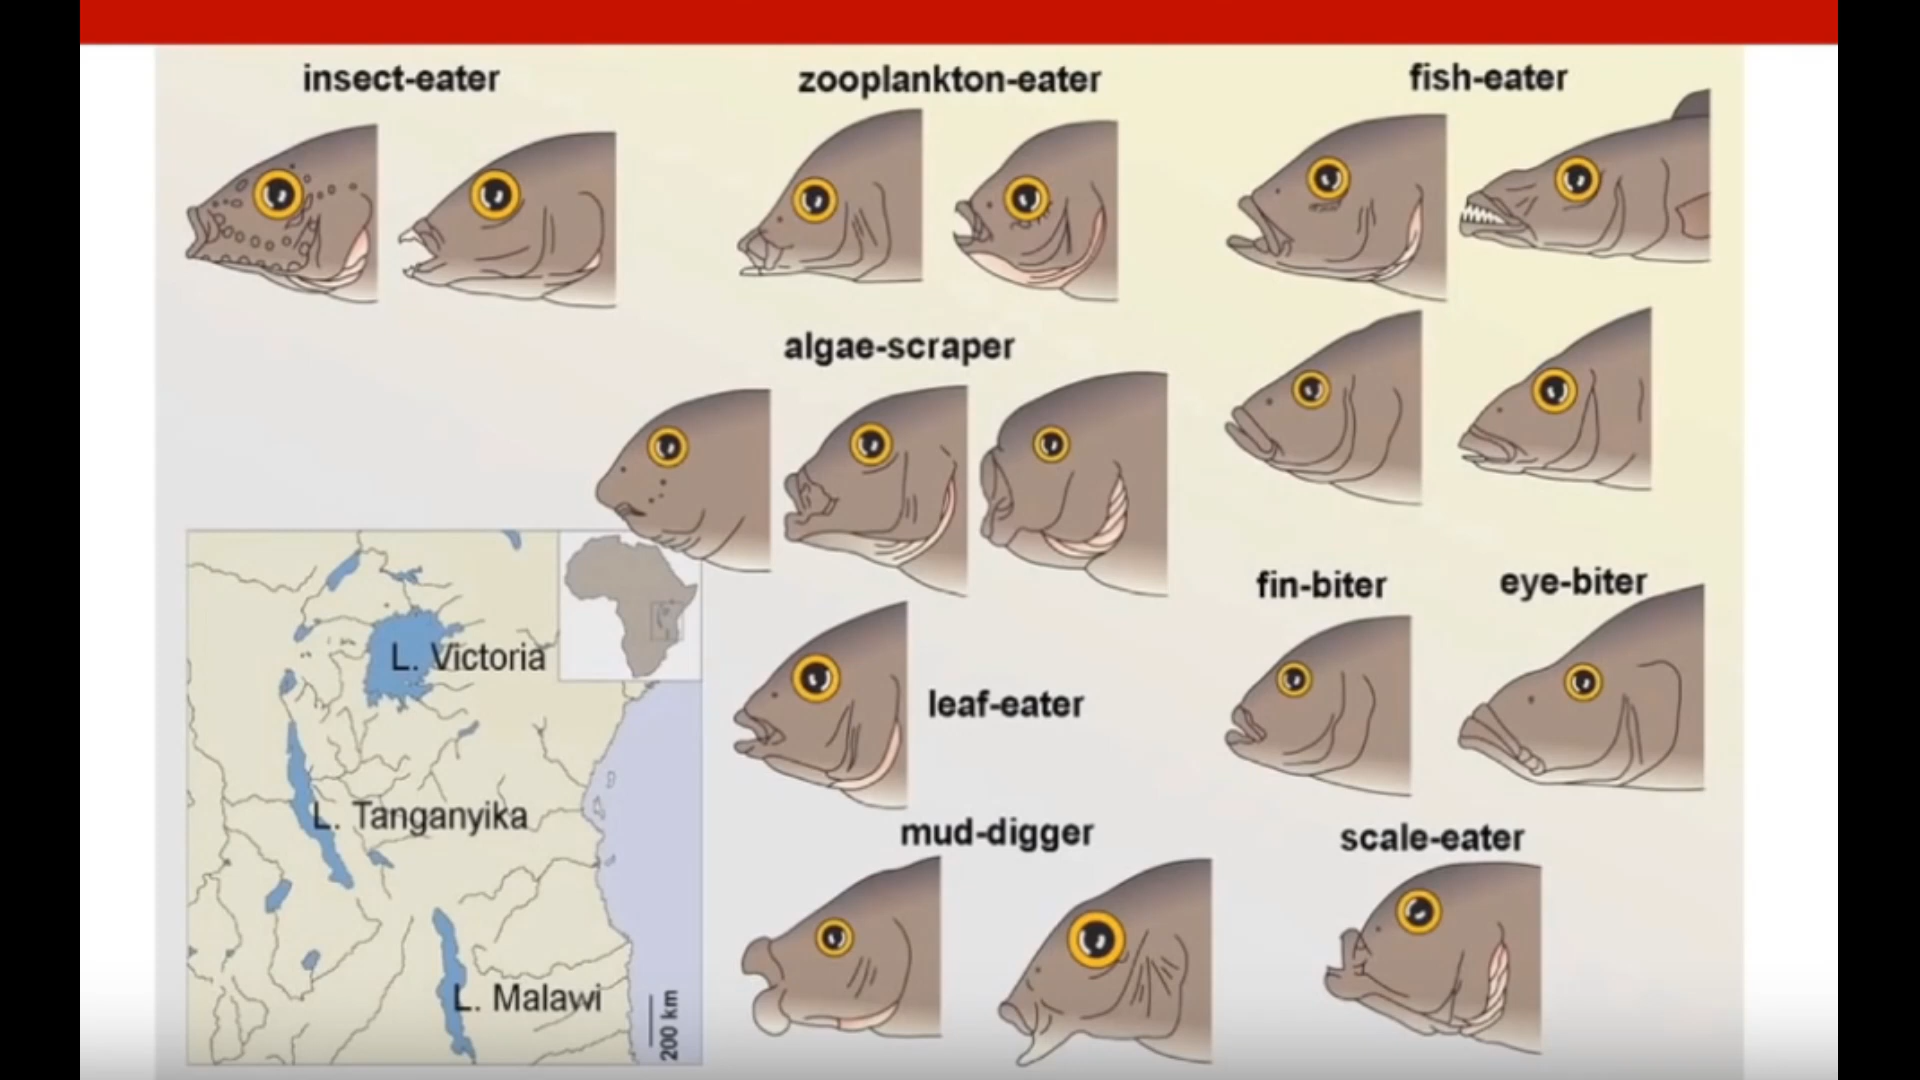 insect-eater
zooplankton-eater
fish-eater
algae-scraper
fin-biter
eye-biter
leaf-eater
mud-digger
scale-eater
L. Victoria
L. Tanganyika
L. Malawi
200 km